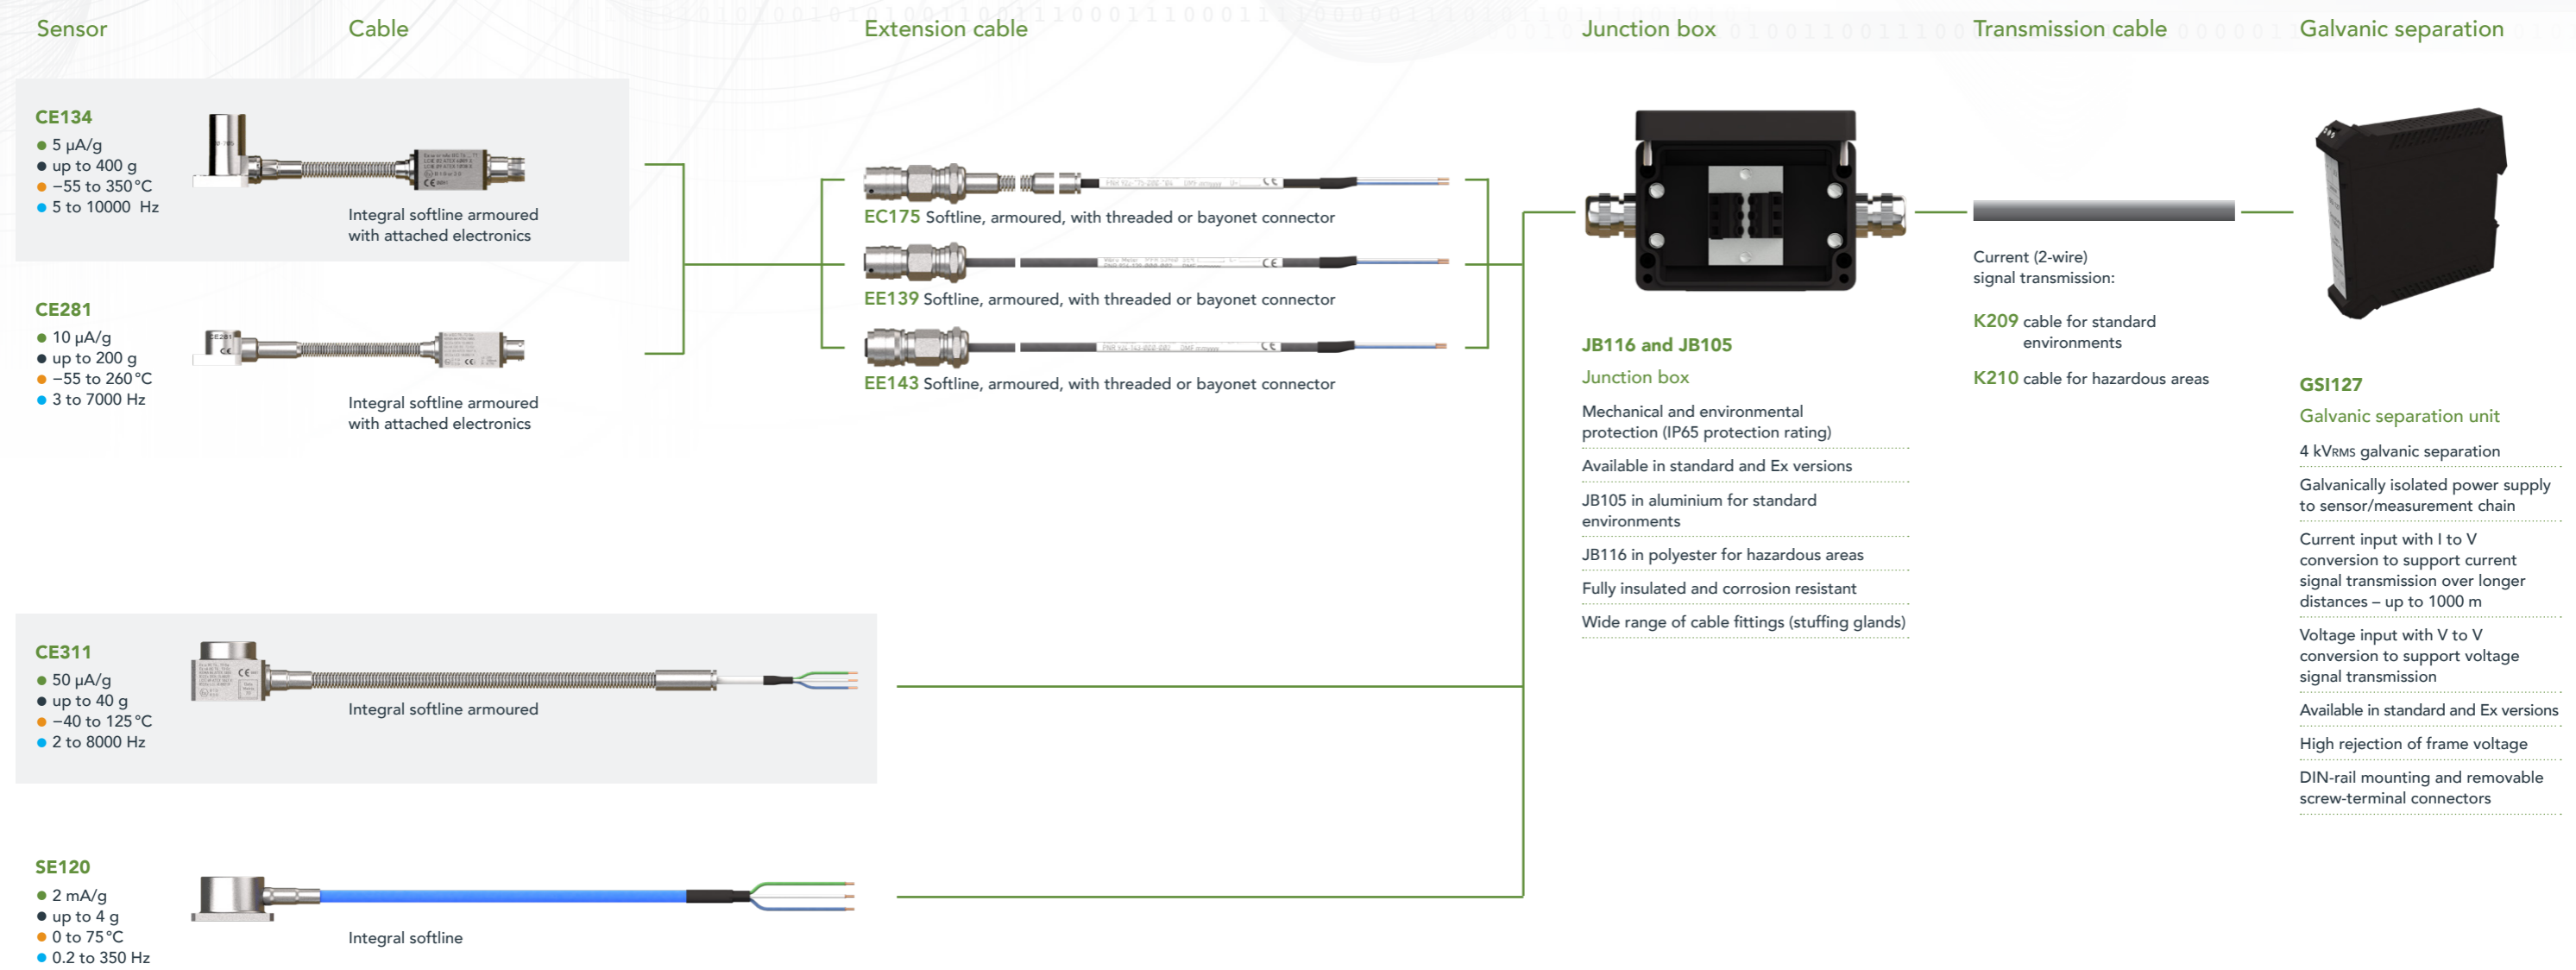 Sensor
Cable
Extension cable
Junction box
Transmission cable
Galvanic separation
CE134
5 µA/g
up to 400 g
−55 to 350 °C
5 to 10000 Hz
Integral softline armoured
with attached electronics
CE281
10 µA/g
up to 200 g
−55 to 260 °C
3 to 7000 Hz
CE281
Integral softline armoured
with attached electronics
EC175 Softline, armoured, with threaded or bayonet connector
EE139 Softline, armoured, with threaded or bayonet connector
EE143 Softline, armoured, with threaded or bayonet connector
CE311
50 µA/g
up to 40 g
−40 to 125 °C
2 to 8000 Hz
Integral softline armoured
SE120
2 mA/g
up to 4 g
0 to 75 °C
0.2 to 350 Hz
Integral softline
JB116 and JB105
Junction box
Mechanical and environmental
protection (IP65 protection rating)
Available in standard and Ex versions
JB105 in aluminium for standard
environments
JB116 in polyester for hazardous areas
Fully insulated and corrosion resistant
Wide range of cable fittings (stuffing glands)
Current (2-wire)
signal transmission:
K209 cable for standard
environments
K210 cable for hazardous areas
GSI127
Galvanic separation unit
4 kVRMS galvanic separation
Galvanically isolated power supply
to sensor/measurement chain
Current input with I to V
conversion to support current
signal transmission over longer
distances – up to 1000 m
Voltage input with V to V
conversion to support voltage
signal transmission
Available in standard and Ex versions
High rejection of frame voltage
DIN-rail mounting and removable
screw-terminal connectors